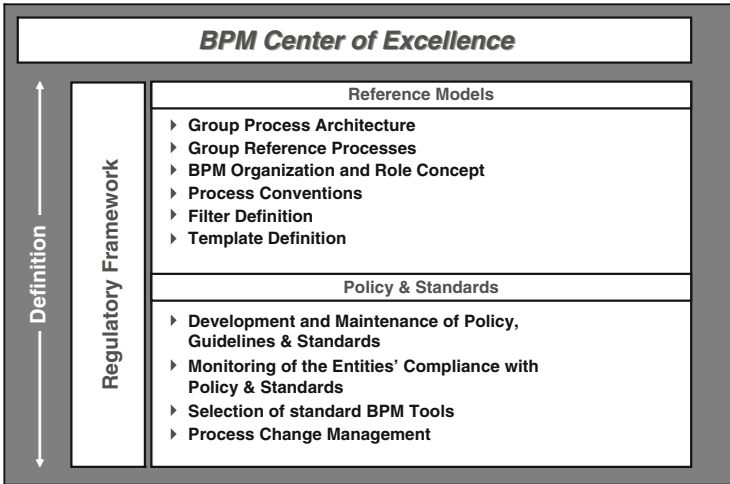 BPM Center of Excellence
Definition
Regulatory Framework
Reference Models
Group Process Architecture
Group Reference Processes
BPM Organization and Role Concept
Process Conventions
Filter Definition
Template Definition
Policy & Standards
Development and Maintenance of Policy,
Guidelines & Standards
Monitoring of the Entities' Compliance with
Policy & Standards
Selection of standard BPM Tools
Process Change Management